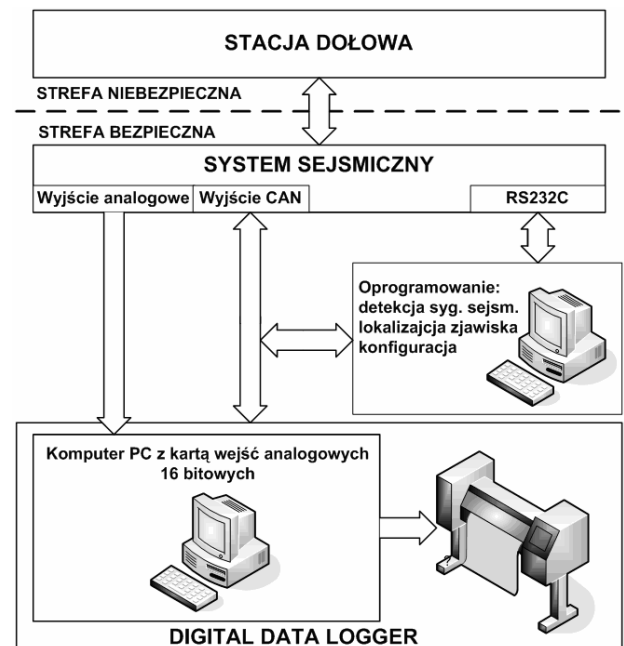 STACJA DOŁOWA
STREFA NIEBEZPIECZNA
STREFA BEZPIECZNA
SYSTEM SEJSMICZNY
Wyjście analogowe
Wyjście CAN
RS232C
Oprogramowanie:
detekcja syg. sejsm.
lokalizajcja zjawiska
konfiguracja
Komputer PC z kartą wejść analogowych
16 bitowych
DIGITAL DATA LOGGER